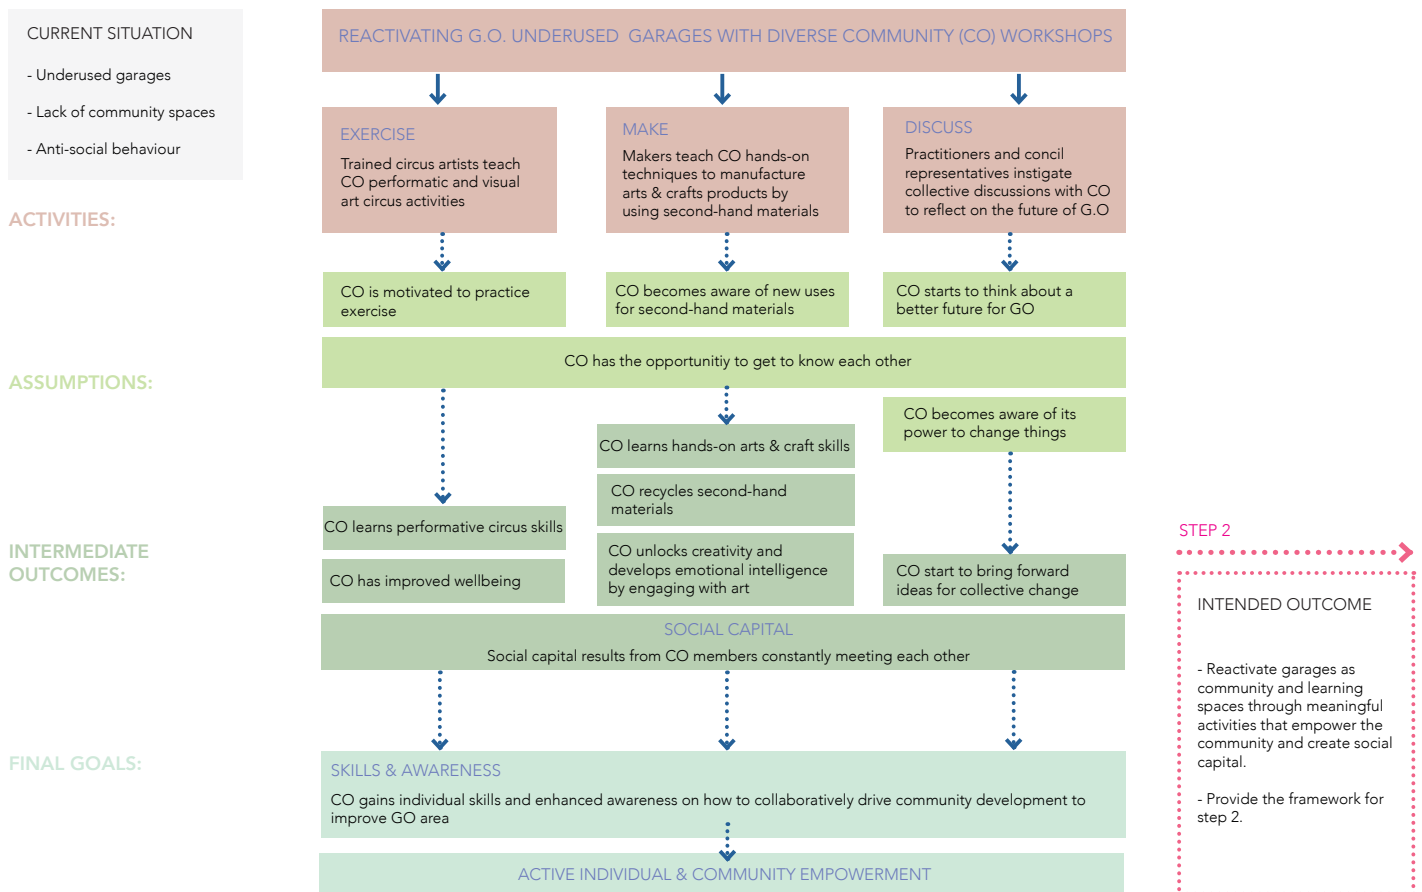 CURRENT SITUATION
- Underused garages
- Lack of community spaces
- Anti-social behaviour
REACTIVATING G.O. UNDERUSED GARAGES WITH DIVERSE COMMUNITY (CO) WORKSHOPS
ACTIVITIES:
EXERCISE
Trained circus artists teach
CO performatic and visual
art circus activities
MAKE
Makers teach CO hands-on
techniques to manufacture
arts & crafts products by
using second-hand materials
DISCUSS
Practitioners and concil
representatives instigate
collective discussions with CO
to reflect on the future of G.O
CO is motivated to practice
exercise
CO becomes aware of new uses
for second-hand materials
CO starts to think about a
better future for GO
ASSUMPTIONS:
CO has the opportunitiy to get to know each other
CO becomes aware of its
power to change things
INTERMEDIATE
OUTCOMES:
CO learns performative circus skills
CO has improved wellbeing
CO learns hands-on arts & craft skills
CO recycles second-hand
materials
CO unlocks creativity and
develops emotional intelligence
by engaging with art
CO start to bring forward
ideas for collective change
SOCIAL CAPITAL
Social capital results from CO members constantly meeting each other
FINAL GOALS:
SKILLS & AWARENESS
CO gains individual skills and enhanced awareness on how to collaboratively drive community development to
improve GO area
ACTIVE INDIVIDUAL & COMMUNITY EMPOWERMENT
STEP 2
INTENDED OUTCOME
- Reactivate garages as
community and learning
spaces through meaningful
activities that empower the
community and create social
capital.
- Provide the framework for
step 2.